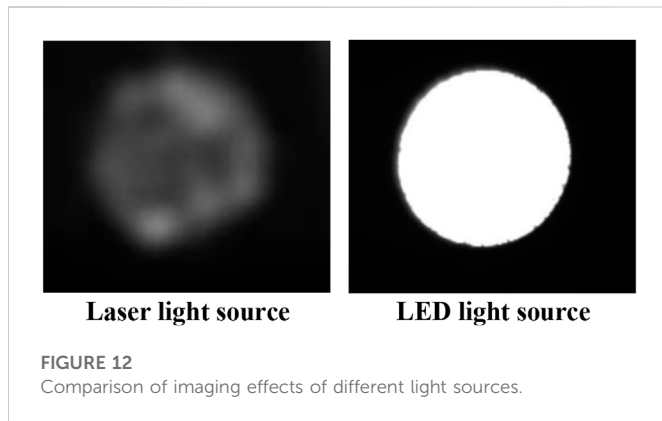 Laser light source
LED light source
FIGURE 12
Comparison of imaging effects of different light sources.